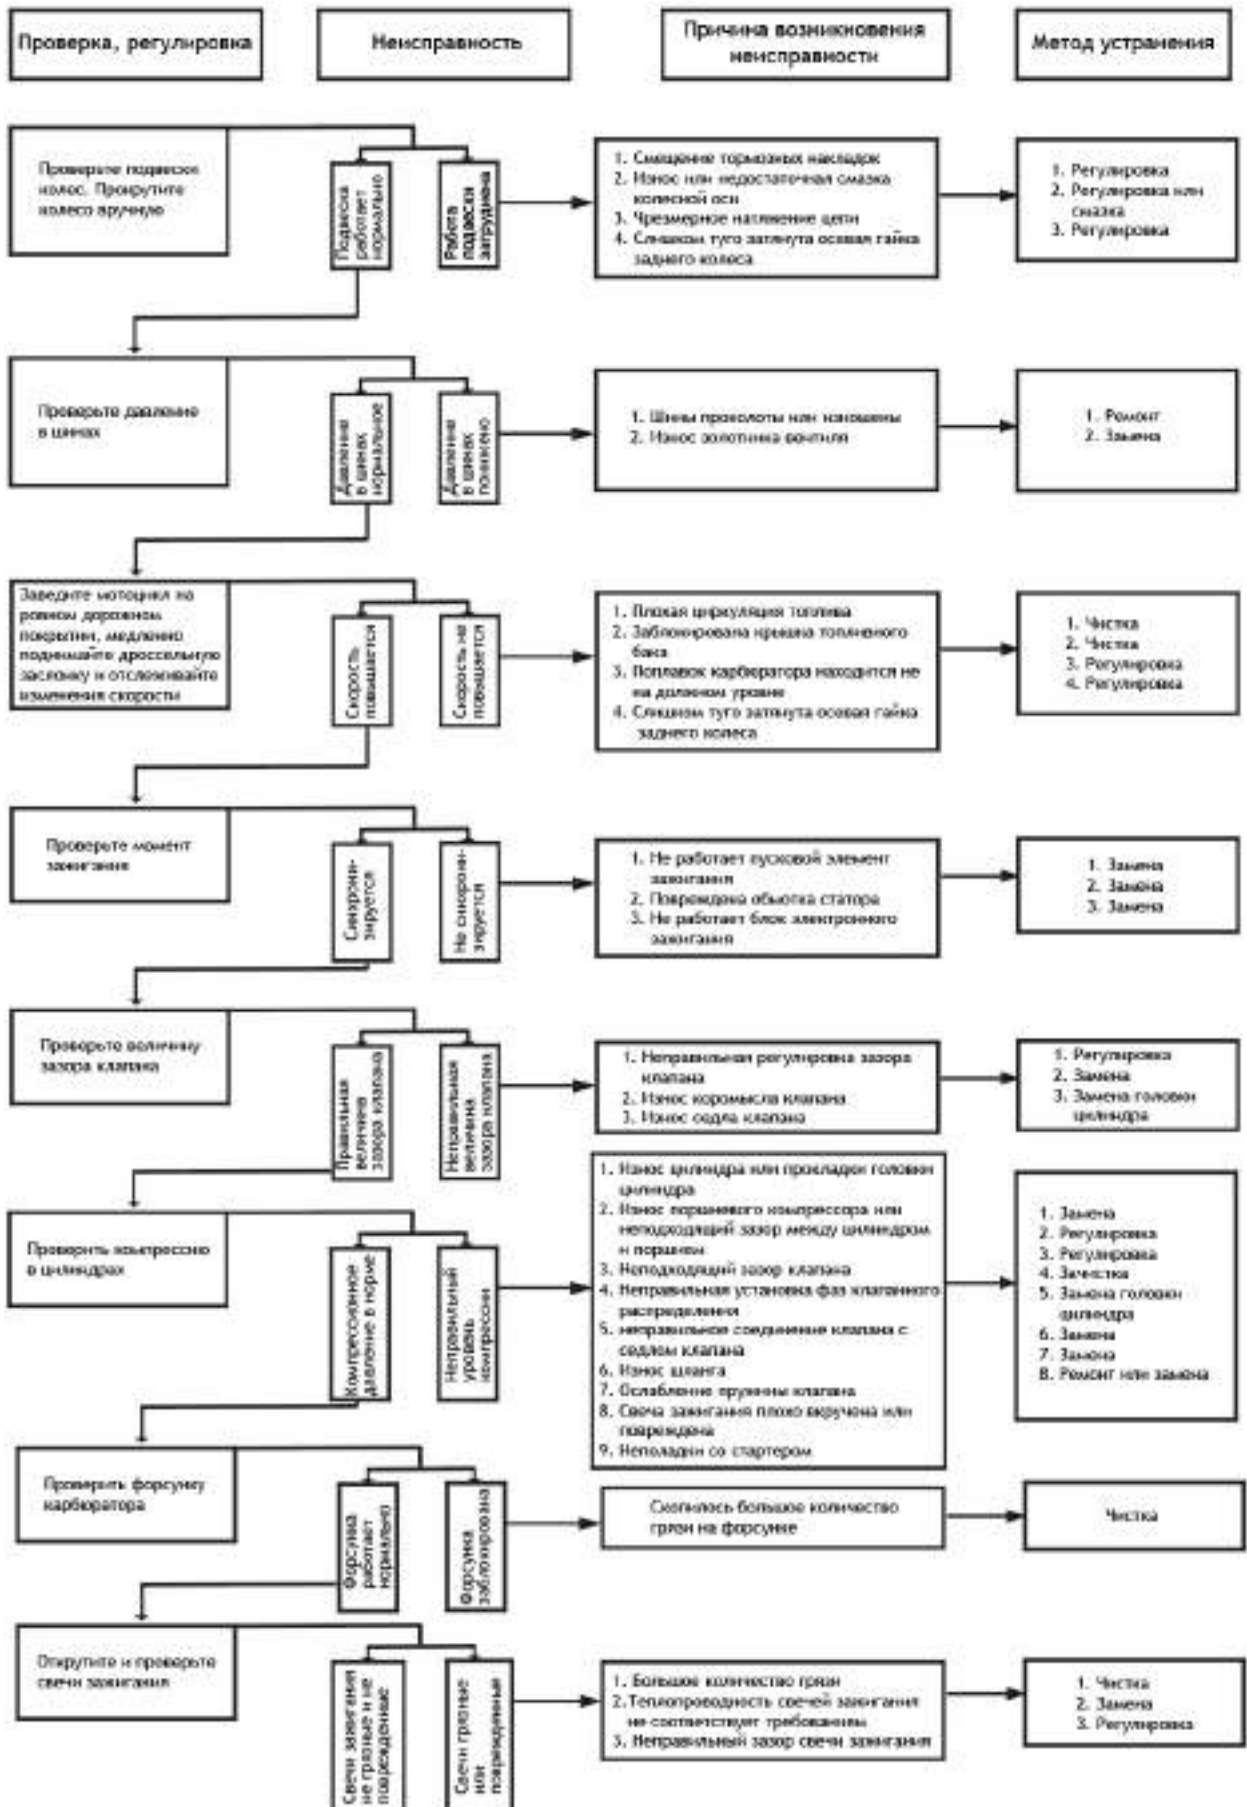 Проверка, регулировка
Неисправность
Причина возникновения
неисправности
Метод устранения
Проверьте подвески
колес. Прокрутите
колесо вручную
Подвеска
работает
нормально
Работа
подвески
затруднена
1. Смещение тормозных накладок
2. Износ или недостаточная смазка
колесной оси
3. Чрезмерное натяжение цепи
4. Слишком туго затянута осевая гайка
заднего колеса
1. Регулировка
2. Регулировка или
смазка
3. Регулировка
Проверьте давление
в шинах
Давление
в шинах
нормальное
Давление
в шинах
понижено
1. Шины проколоты или изношены
2. Износ золотника вентиля
1. Ремонт
2. Замена
Заведите мотоцикл на
ровном дорожном
покрытии, медленно
поднимайте дроссельную
заслонку и отслеживайте
изменения скорости
Скорость
повышается
Скорость не
повышается
1. Плохая циркуляция топлива
2. Заблокирована крышка топливного
бака
3. Поплавок карбюратора находится не
на должном уровне
4. Слишком туго затянута осевая гайка
заднего колеса
1. Чистка
2. Чистка
3. Регулировка
4. Регулировка
Проверьте момент
зажигания
Синхрони-
зируется
Не синхрони-
зируется
1. Не работает пусковой элемент
зажигания
2. Повреждена обмотка статора
3. Не работает блок электронного
зажигания
1. Замена
2. Замена
3. Замена
Проверьте величину
зазора клапана
Правильная
величина
зазора клапана
Неправильная
величина
зазора клапана
1. Неправильная регулировка зазора
клапана
2. Износ коромысла клапана
3. Износ седла клапана
1. Регулировка
2. Замена
3. Замена головки
цилиндра
Проверить компрессию
в цилиндрах
Компрессионное
давление в норме
Неправильный
уровень
компрессии
1. Износ цилиндра или прокладки головки
цилиндра
2. Износ поршневого компрессора или
неподходящий зазор между цилиндром
и поршнем
3. Неподходящий зазор клапана
4. Неправильная установка фаз клапанного
распределения
5. неправильное соединение клапана с
седлом клапана
6. Износ шланга
7. Ослабление пружины клапана
8. Свеча зажигания плохо вкручена или
повреждена
9. Неполадки со стартером
1. Замена
2. Регулировка
3. Регулировка
4. Зачистка
5. Замена головки
цилиндра
6. Замена
7. Замена
8. Ремонт или замена
Проверить форсунку
карбюратора
Форсунка
работает
нормально
Форсунка
заблокирована
Скопилось большое количество
грязи на форсунке
Чистка
Открутите и проверьте
свечи зажигания
Свечи зажигания
не грязные и не
поврежденные
Свечи грязные
или
поврежденные
1. Большое количество грязи
2. Теплопроводность свечей зажигания
не соответствует требованиям
3. Неправильный зазор свечи зажигания
1. Чистка
2. Замена
3. Регулировка